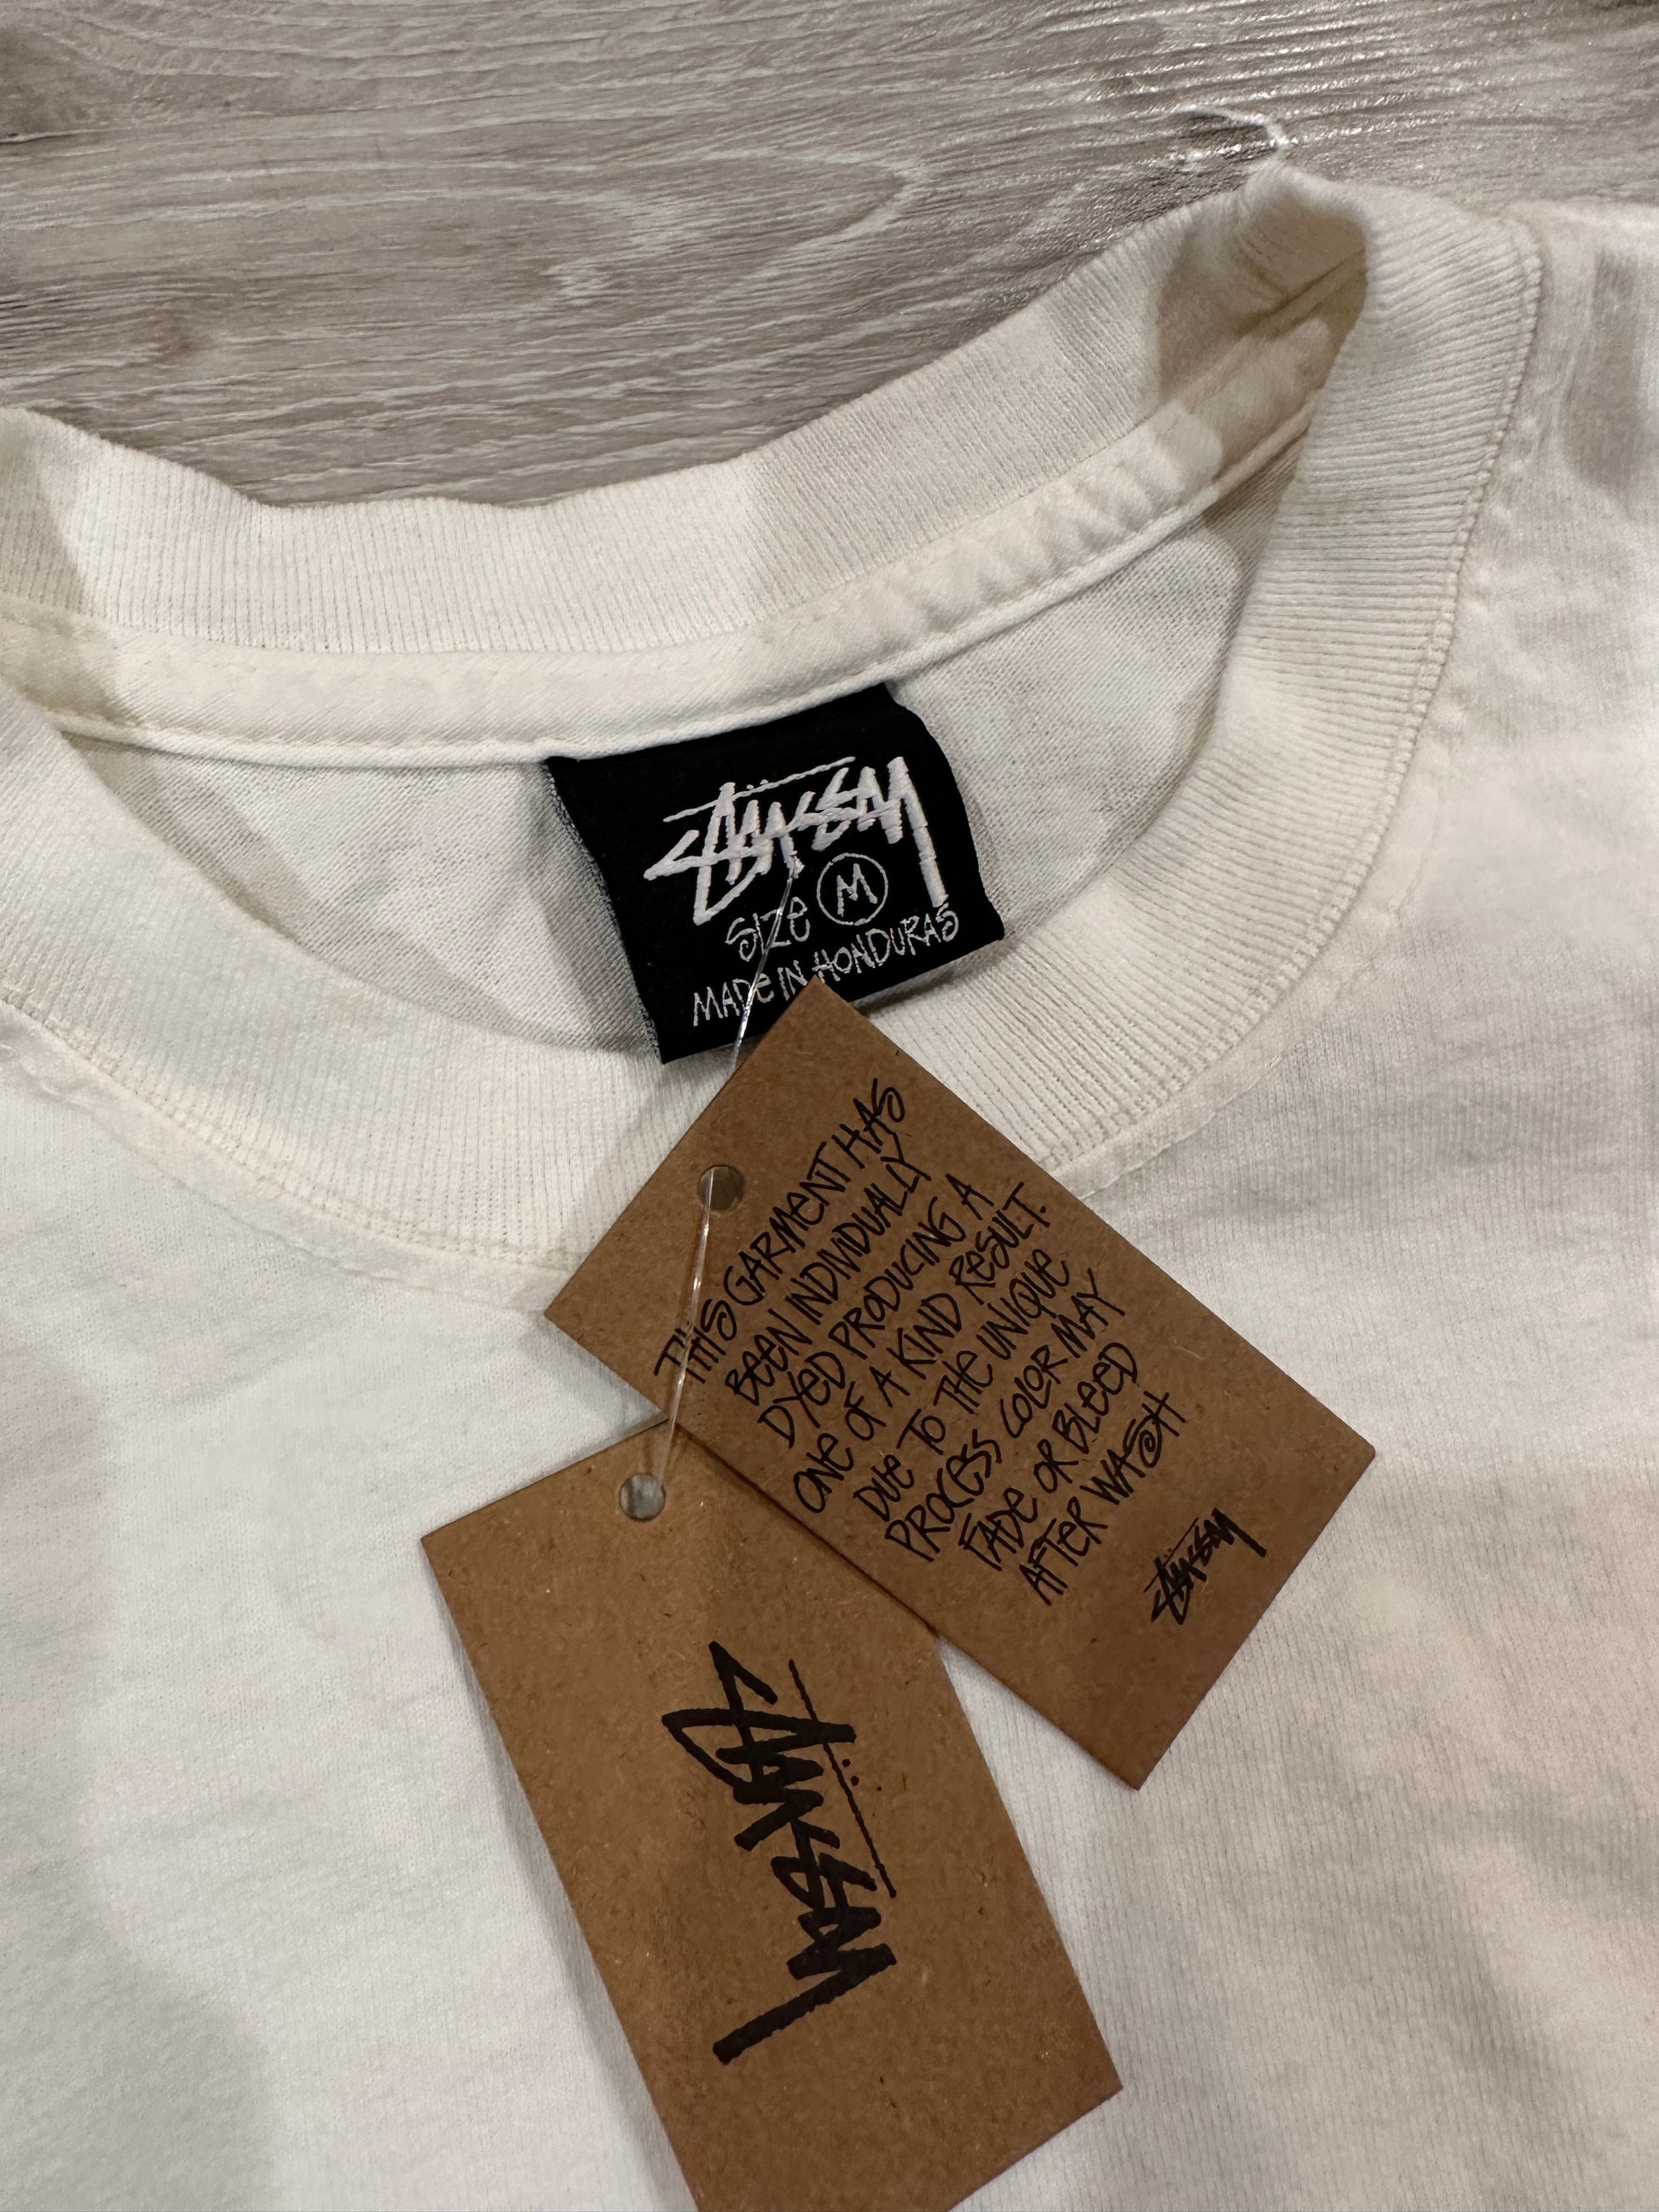 STÜSSY
SIZE M
MADE IN HONDURAS
THIS GARMENT HAS
BEEN INDIVIDUALLY
DYED PRODUCING A
ONE OF A KIND RESULT.
DUE TO THE UNIQUE
PROCESS COLOR MAY
FADE OR BLEED
AFTER WASH
STÜSSY
STÜSSY